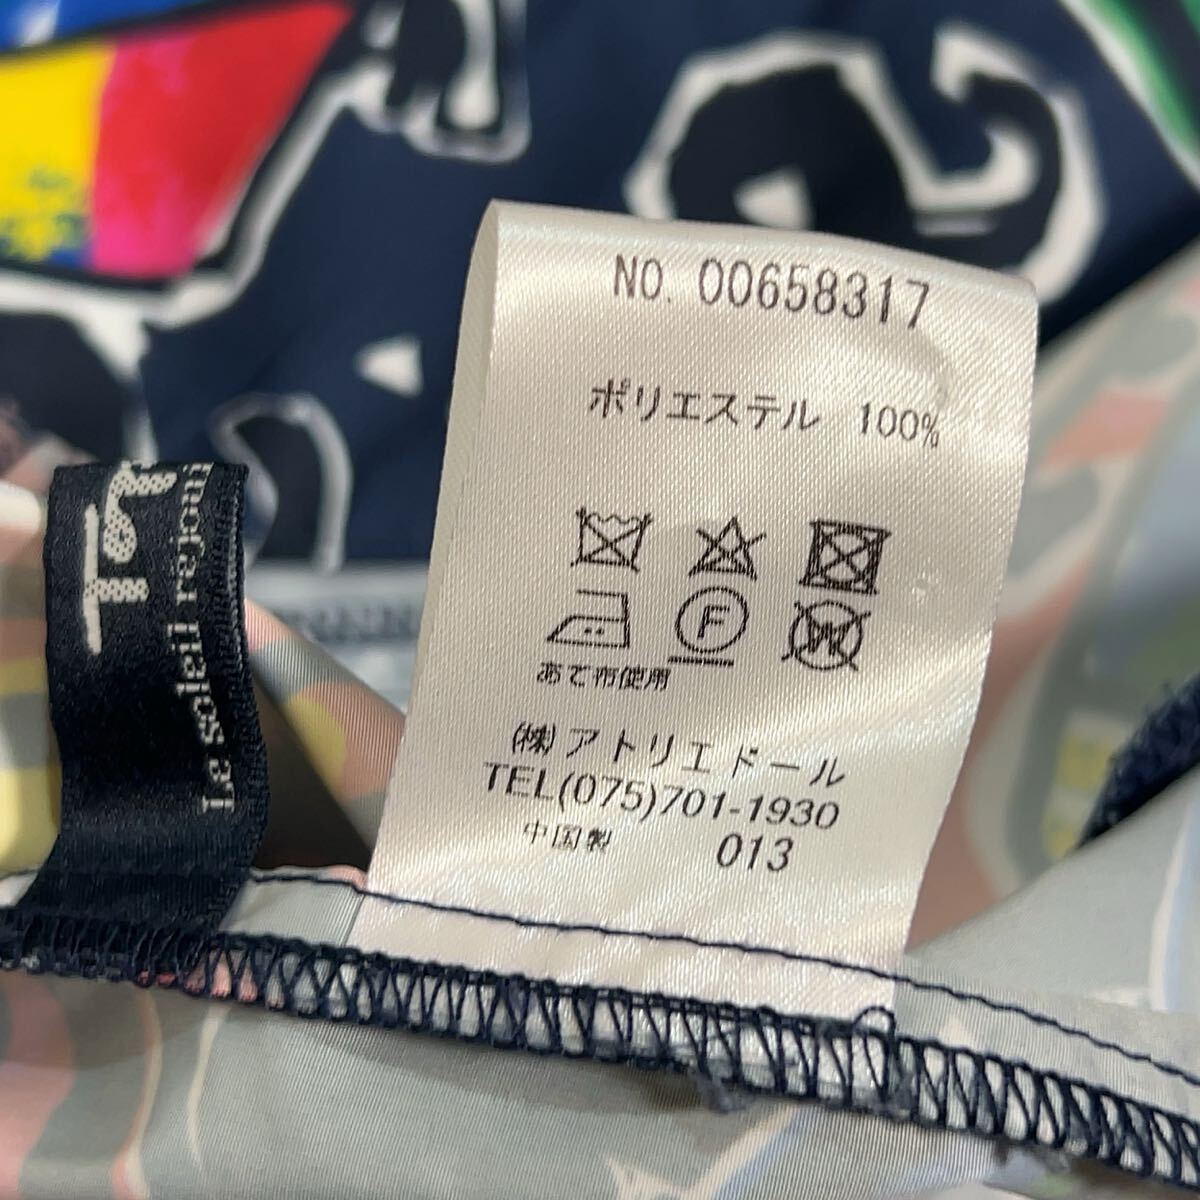 NO. 00658317
ポリエステル 100%
F
W
あて布使用
(株)アトリエドール
TEL(075)701-1930
中国製 013
Le soleil